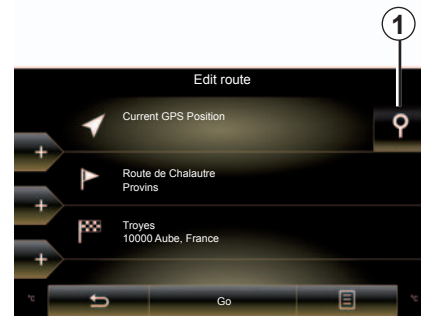 1
Edit route
Current GPS Position
+
Route de Chalautre
Provins
+
Troyes
10000 Aube, France
+
°C
Go
°C